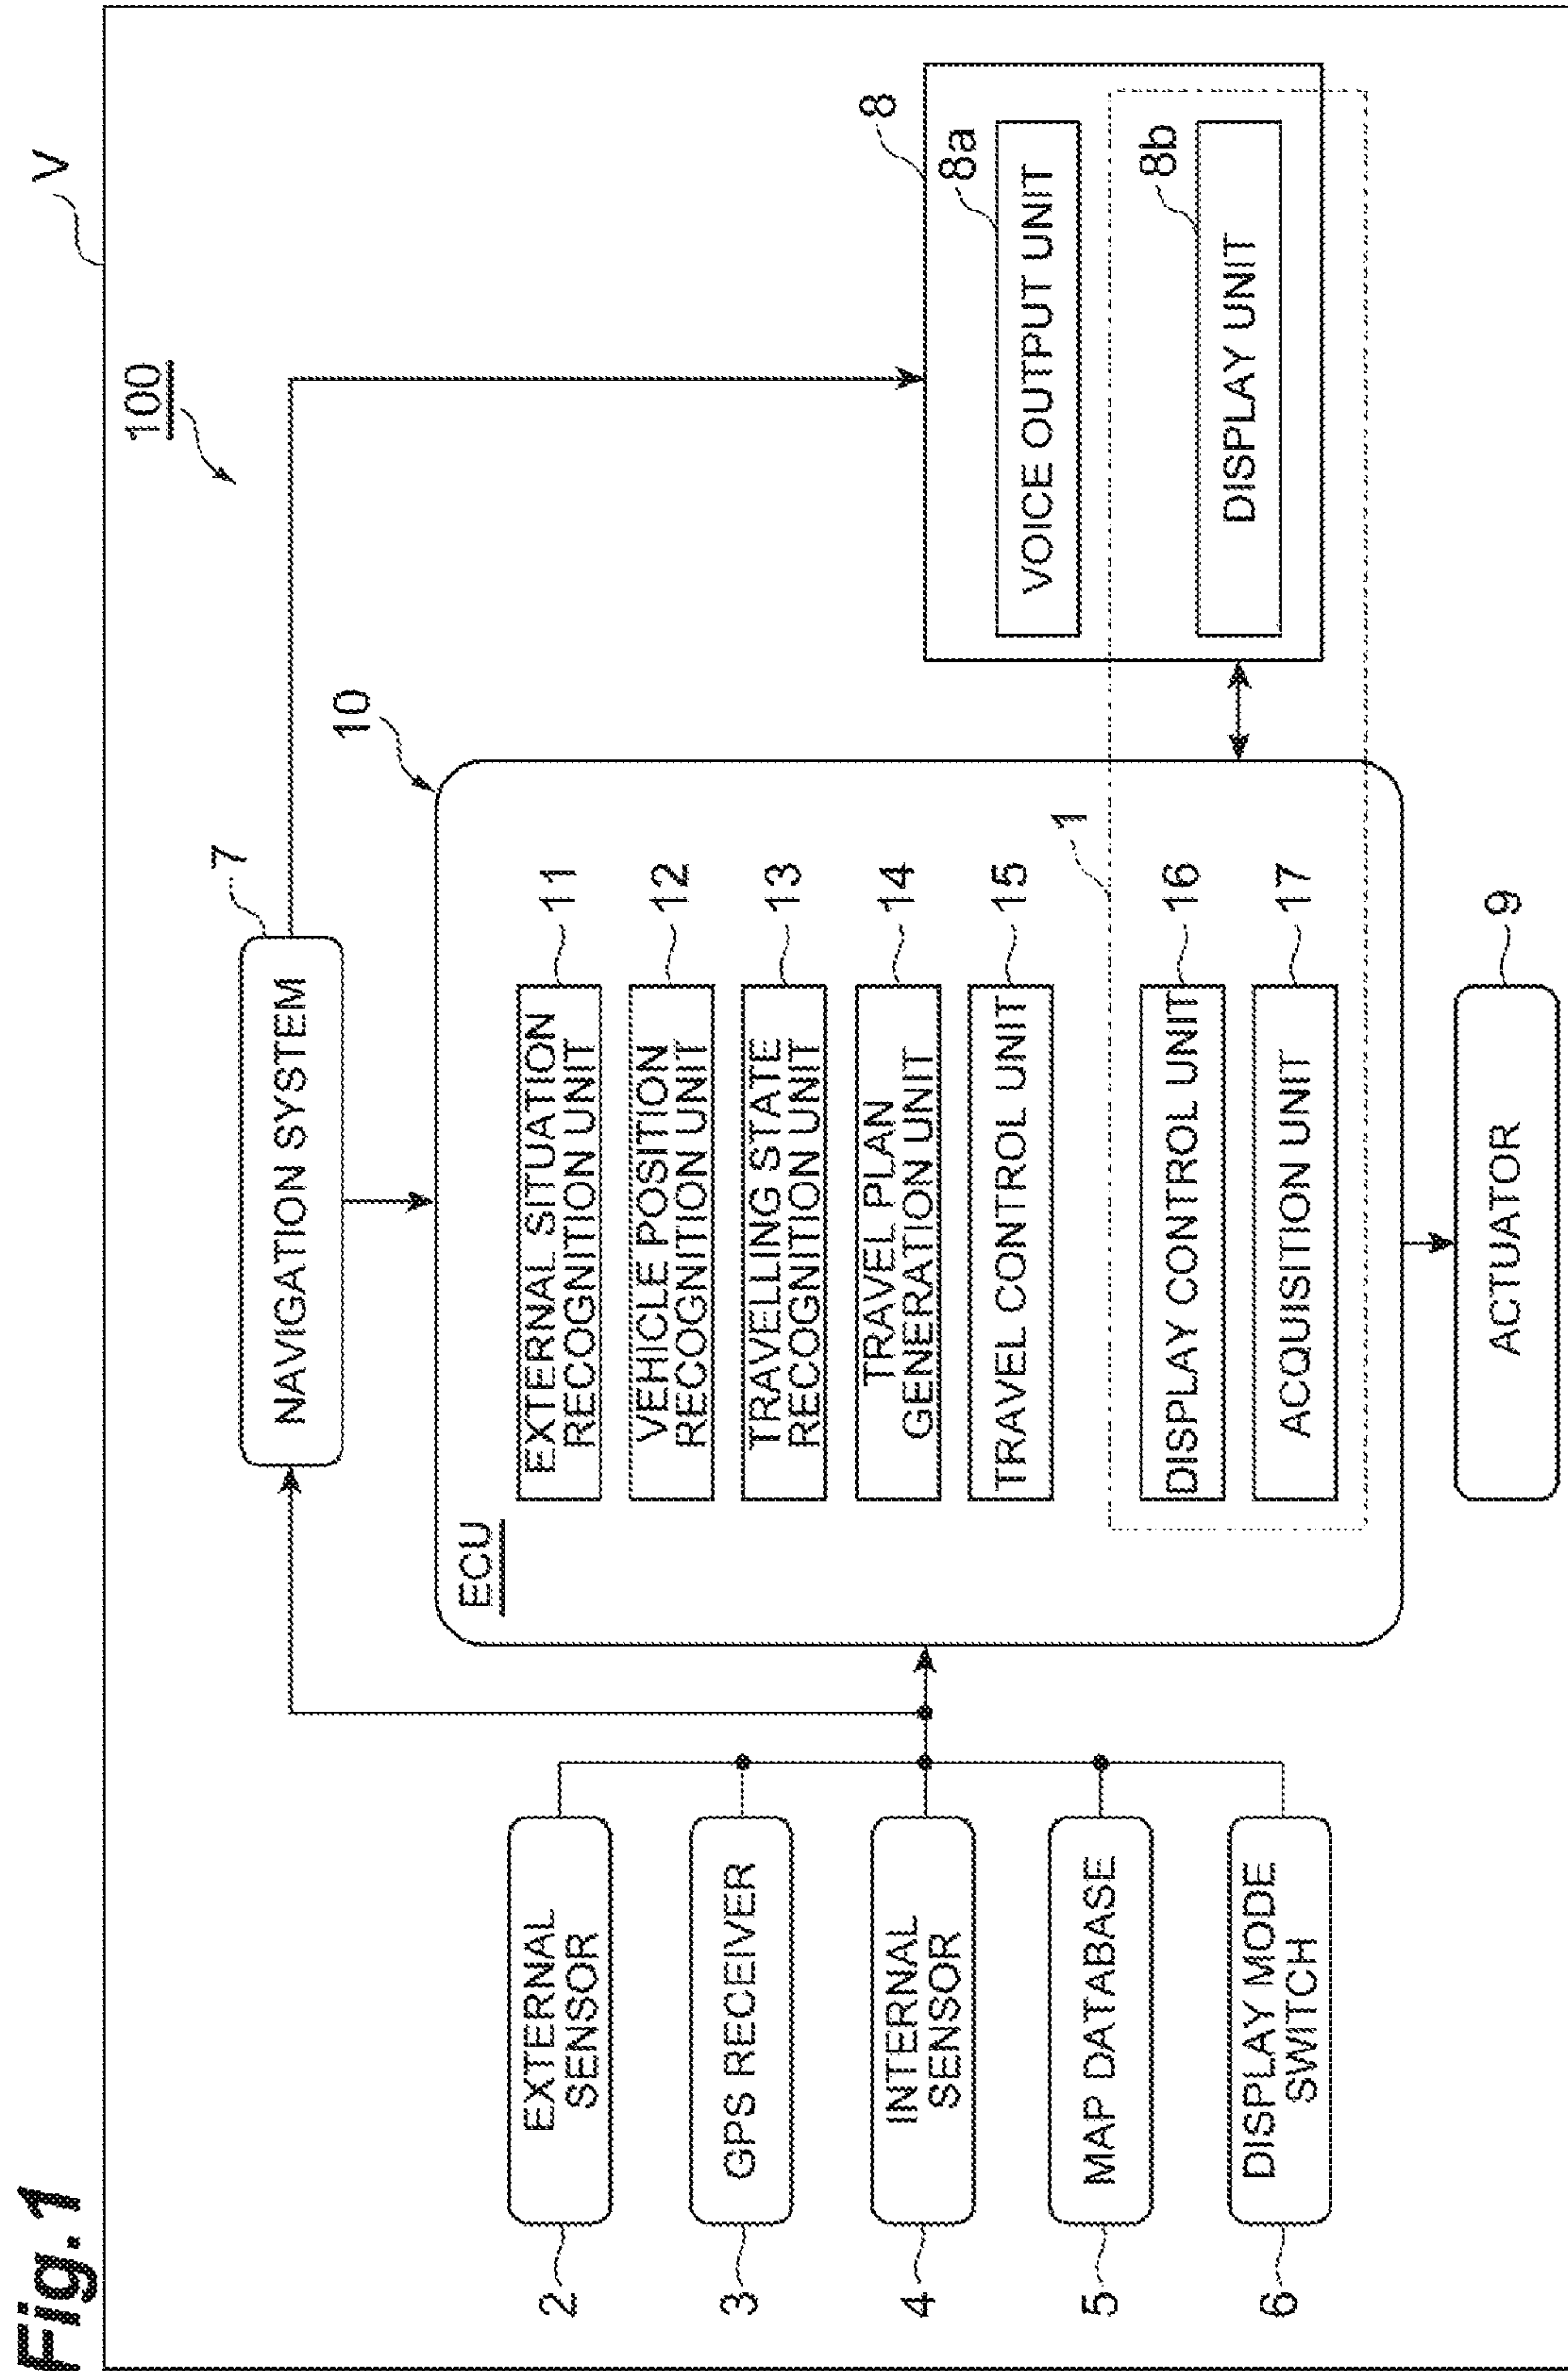 Fig.1
V
100
7
NAVIGATION SYSTEM
10
ECU
EXTERNAL SITUATION
RECOGNITION UNIT
11
VEHICLE POSITION
RECOGNITION UNIT
12
TRAVELLING STATE
RECOGNITION UNIT
13
TRAVEL PLAN
GENERATION UNIT
14
TRAVEL CONTROL UNIT
15
1
DISPLAY CONTROL UNIT
16
ACQUISITION UNIT
17
2
EXTERNAL
SENSOR
3
GPS RECEIVER
4
INTERNAL
SENSOR
5
MAP DATABASE
6
DISPLAY MODE
SWITCH
8
8a
VOICE OUTPUT UNIT
8b
DISPLAY UNIT
9
ACTUATOR